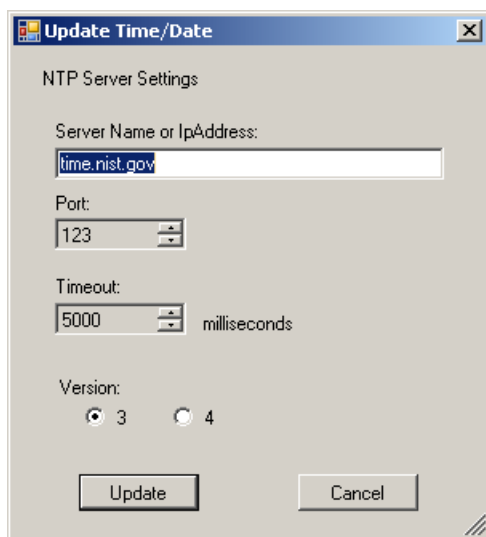 Update Time/Date
NTP Server Settings
Server Name or IpAddress:
time.nist.gov
Port:
123
Timeout:
5000 milliseconds
Version:
3 4
Update Cancel